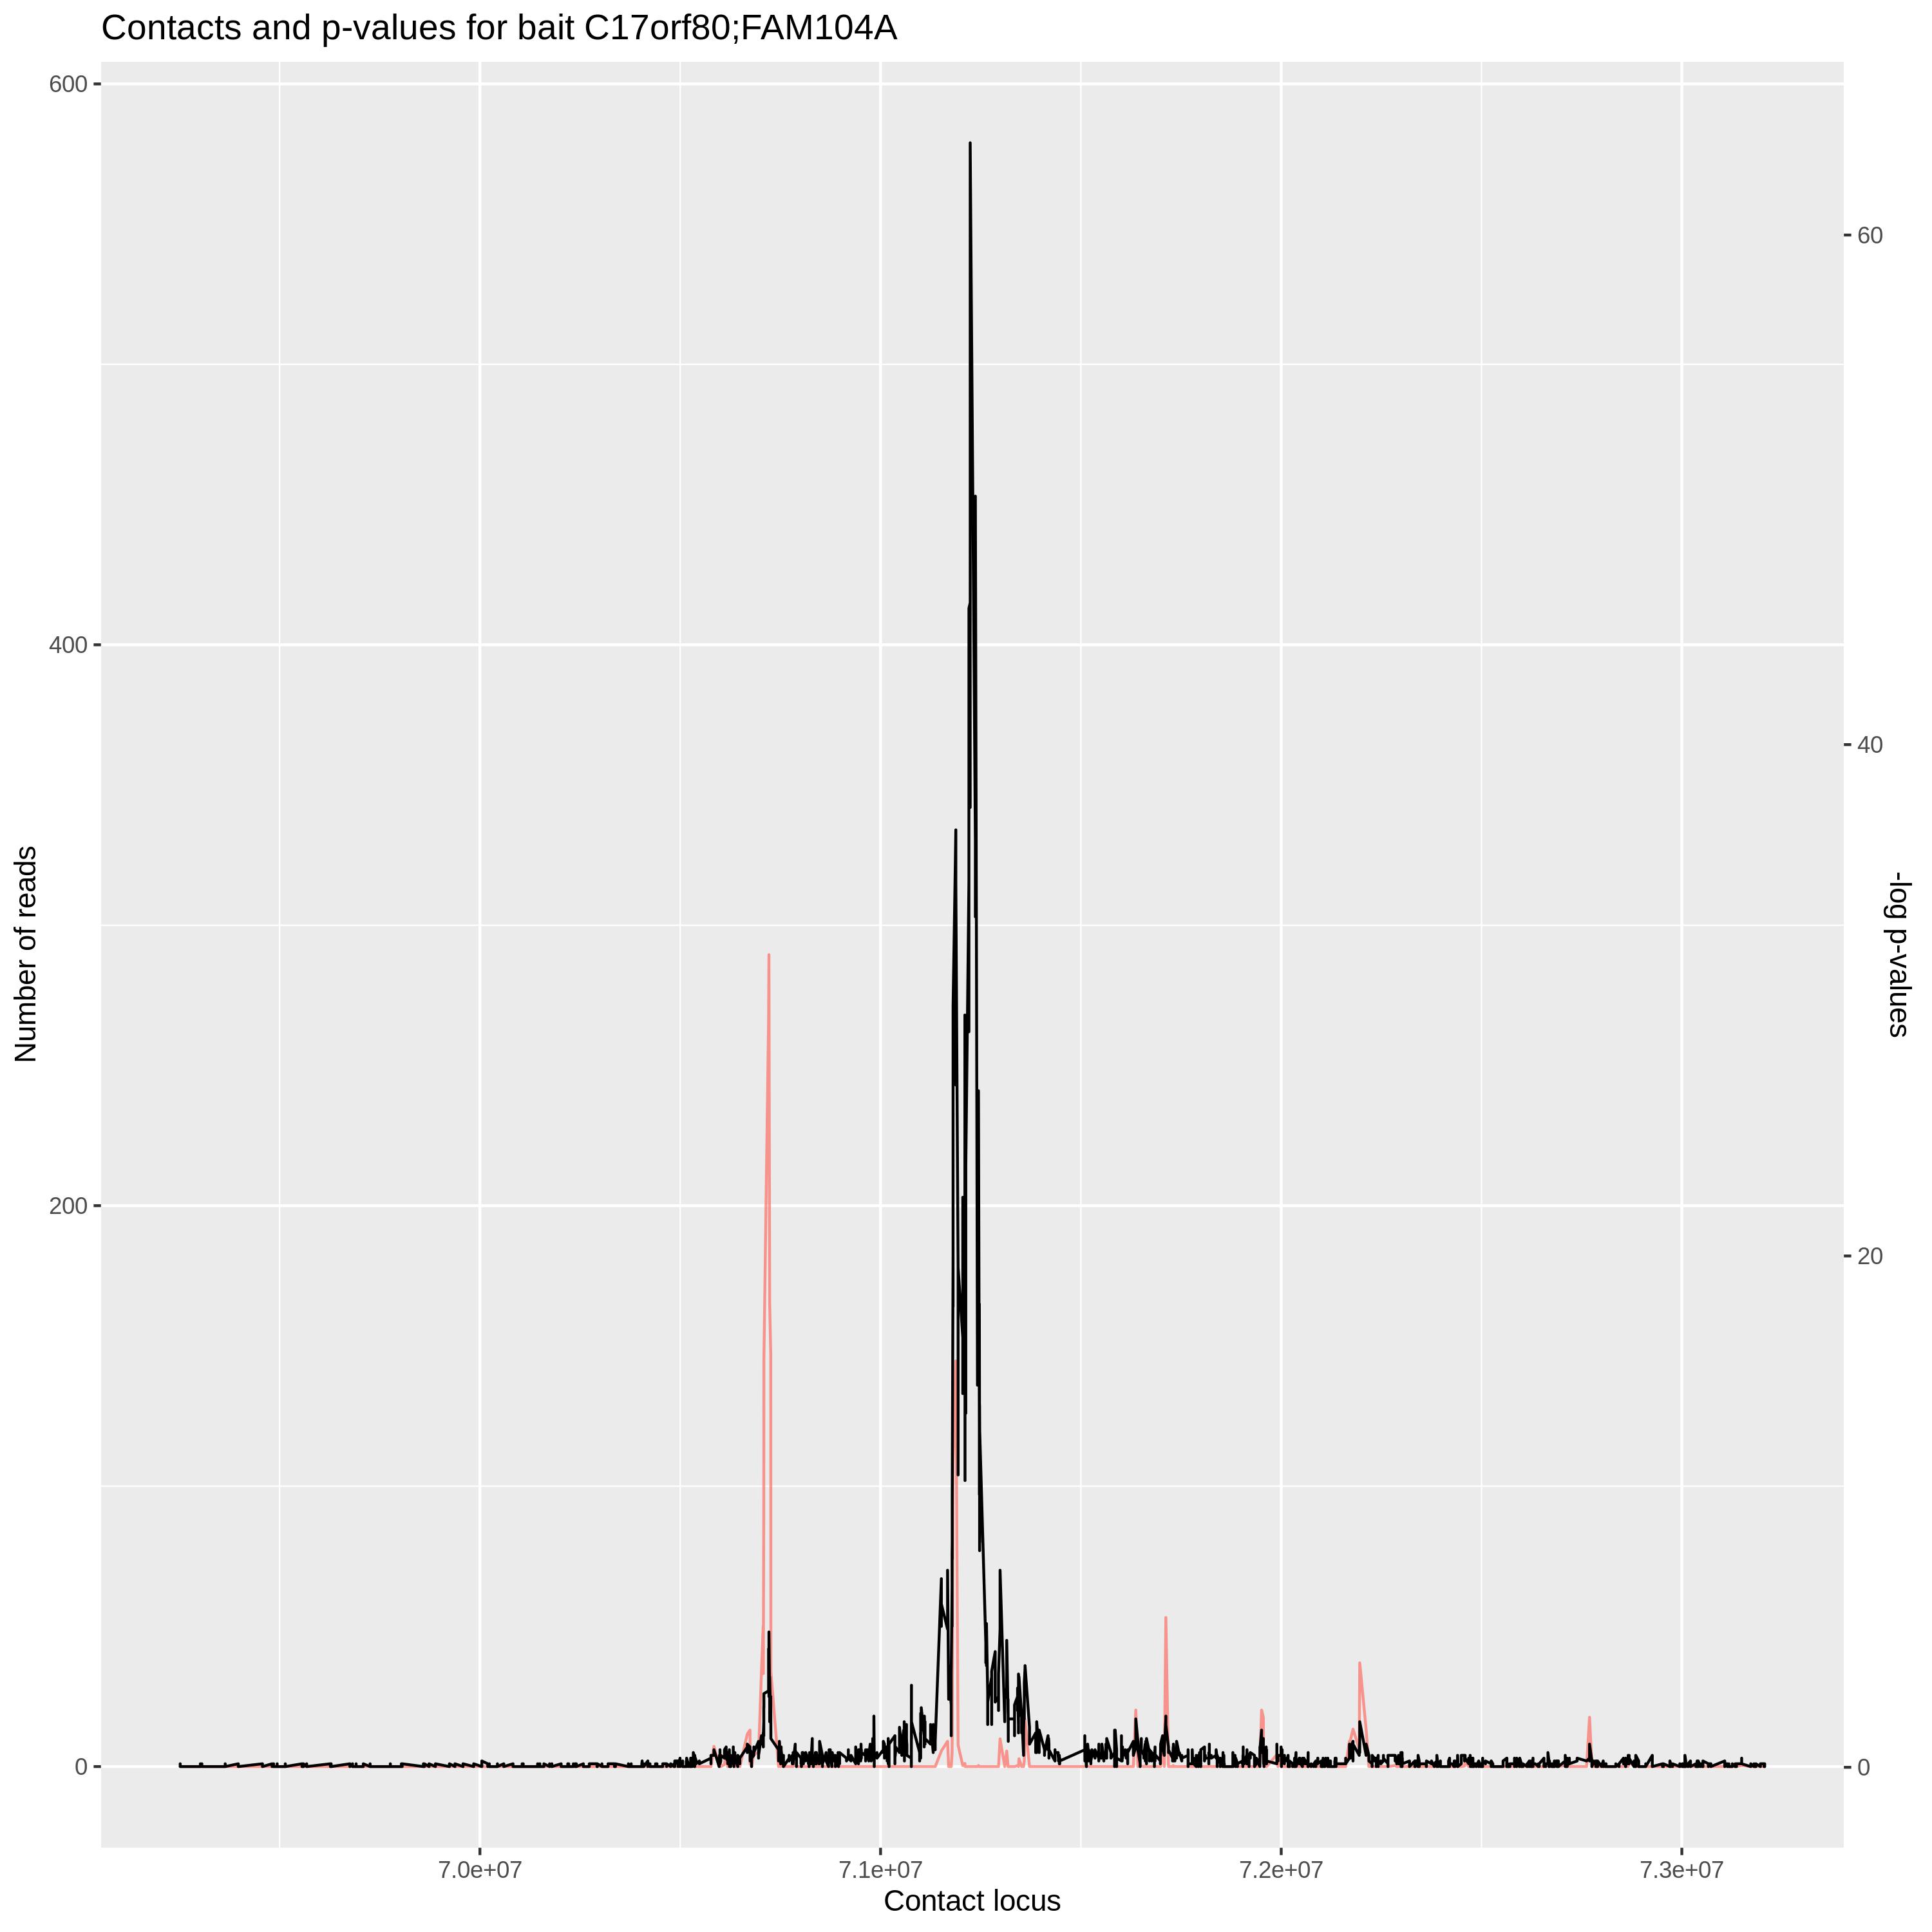 Contacts and p-values for bait C17orf80;FAM104A
600
400
200
0
Number of reads
60
40
20
0
-log p-values
7.0e+07
7.1e+07
7.2e+07
7.3e+07
Contact locus